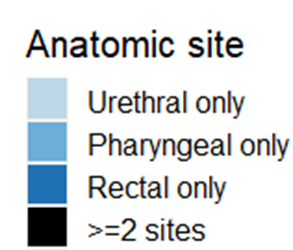 Anatomic site
Urethral only
Pharyngeal only
Rectal only
>=2 sites